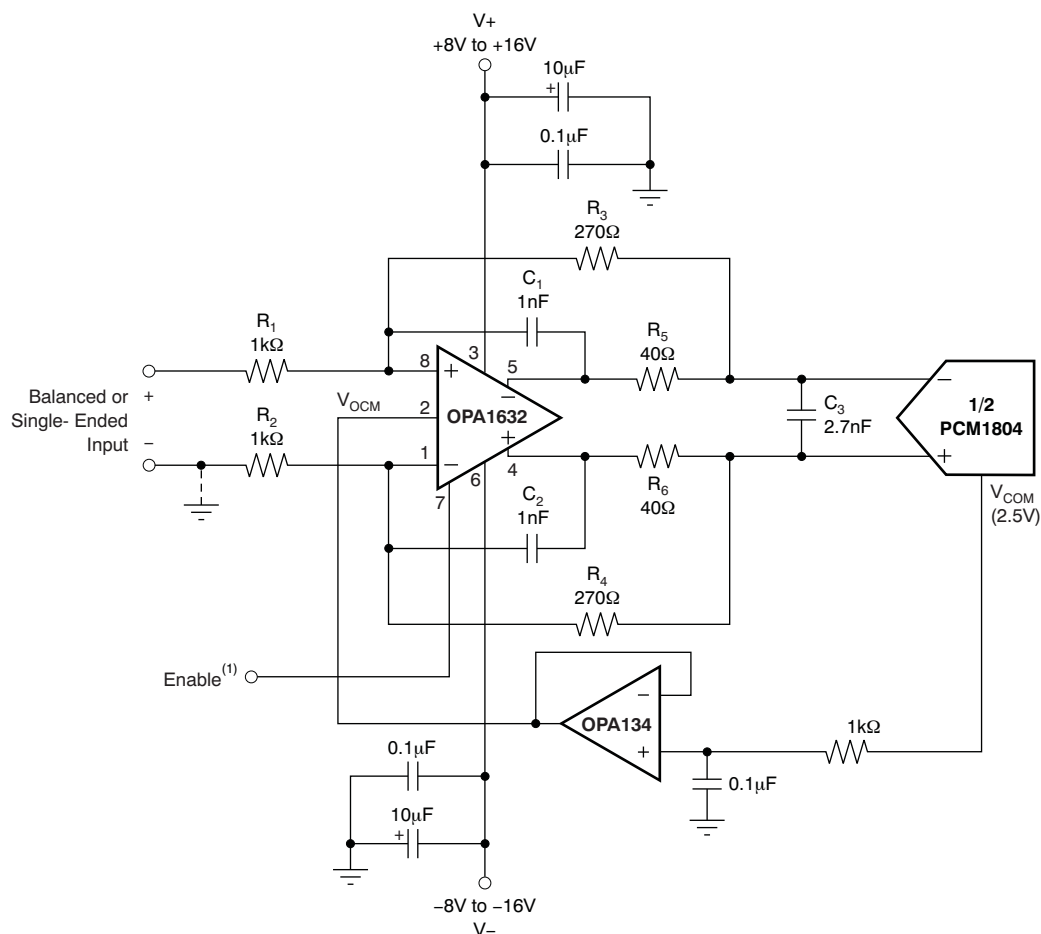 V+
+8V to +16V
10µF
+
0.1µF
R3
270Ω
C1
1nF
R1
1kΩ
R5
40Ω
3
8
+
5
−
Balanced or
Single- Ended
Input
+
−
VOCM
2
OPA1632
C3
2.7nF
−
1/2
PCM1804
+
R2
1kΩ
1
−
+
4
6
7
C2
1nF
R6
40Ω
VCOM
(2.5V)
R4
270Ω
Enable(1)
−
OPA134
+
1kΩ
0.1µF
0.1µF
10µF
+
−8V to −16V
V−